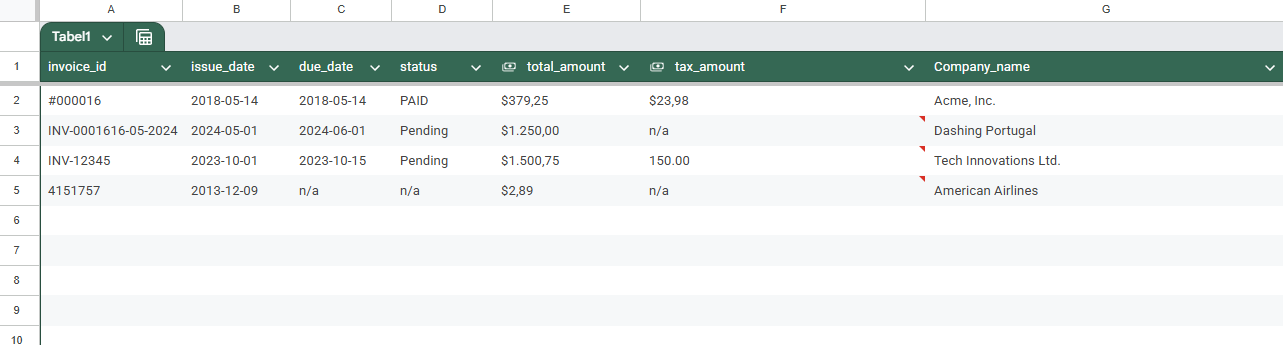 A B C D E F G
Tabel1
1 invoice_id issue_date due_date status total_amount tax_amount Company_name
2 #000016 2018-05-14 2018-05-14 PAID $379,25 $23,98 Acme, Inc.
3 INV-0001616-05-2024 2024-05-01 2024-06-01 Pending $1.250,00 n/a Dashing Portugal
4 INV-12345 2023-10-01 2023-10-15 Pending $1.500,75 150.00 Tech Innovations Ltd.
5 4151757 2013-12-09 n/a n/a $2,89 n/a American Airlines
6
7
8
9
10